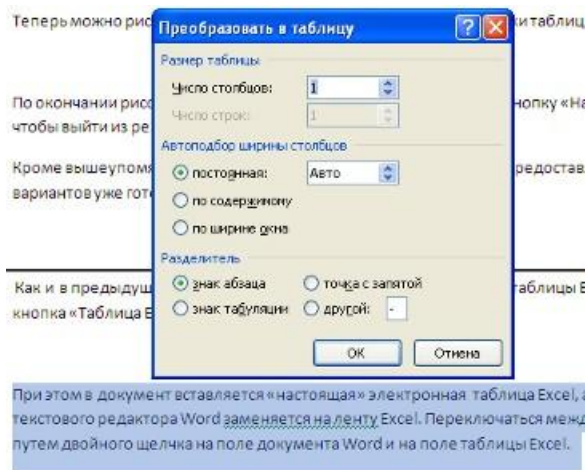 Теперь можно рис
ки таблиц
Преобразовать в таблицу
Размер таблицы
Число столбцов: 1
Число строк: 1
По окончании рисо
нопку «На
чтобы выйти из ре
Автоподбор ширины столбцов
Кроме вышеупомя
редостав
постоянная: Авто
вариантов уже гото
по содержимому
по ширине окна
Разделитель
знак абзаца точка с запятой
Как и в предыдущ
таблицы E
знак табуляции другой: -
кнопка «Таблица E
ОК Отмена
При этом в документ вставляется «настоящая» электронная таблица Excel, а
текстового редактора Word заменяется на ленту Excel. Переключаться межд
путем двойного щелчка на поле документа Word и на поле таблицы Excel.